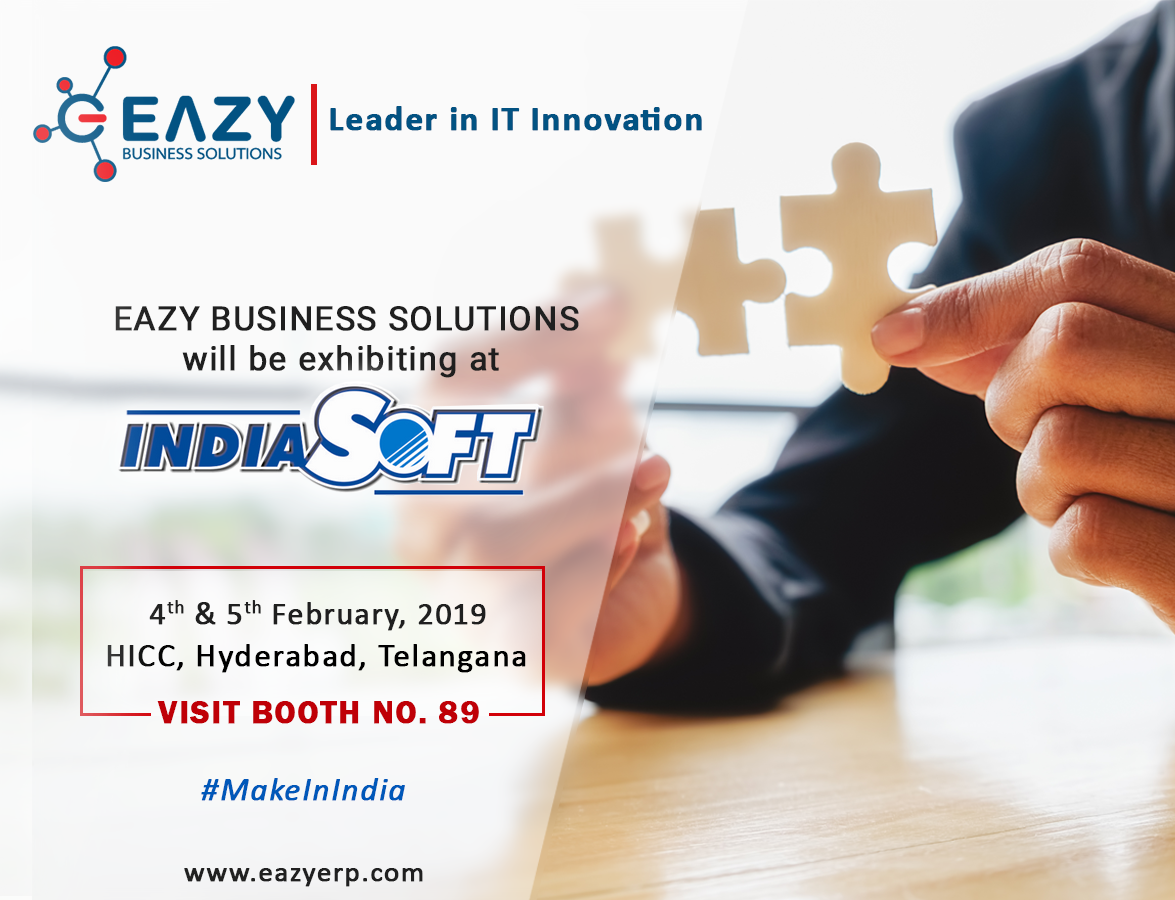 EAZY
BUSINESS SOLUTIONS
Leader in IT Innovation
EAZY BUSINESS SOLUTIONS
will be exhibiting at
INDIASOFT
4th & 5th February, 2019
HICC, Hyderabad, Telangana
VISIT BOOTH NO. 89
#MakeInIndia
www.eazyerp.com